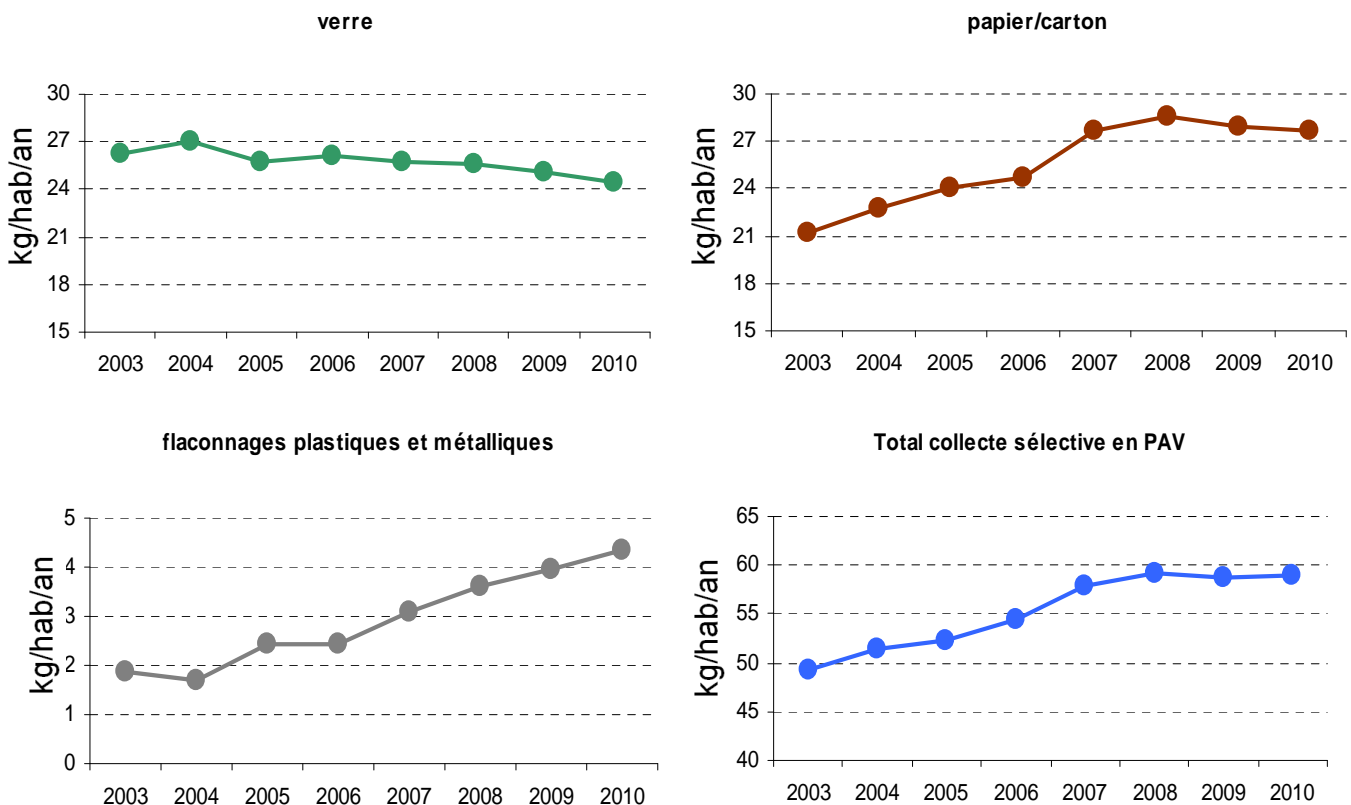 verre
kg/hab/an
30
27
24
21
18
15
2003 2004 2005 2006 2007 2008 2009 2010
papier/carton
kg/hab/an
30
27
24
21
18
15
2003 2004 2005 2006 2007 2008 2009 2010
flaconnages plastiques et métalliques
kg/hab/an
5
4
3
2
1
0
2003 2004 2005 2006 2007 2008 2009 2010
Total collecte sélective en PAV
kg/hab/an
65
60
55
50
45
40
2003 2004 2005 2006 2007 2008 2009 2010